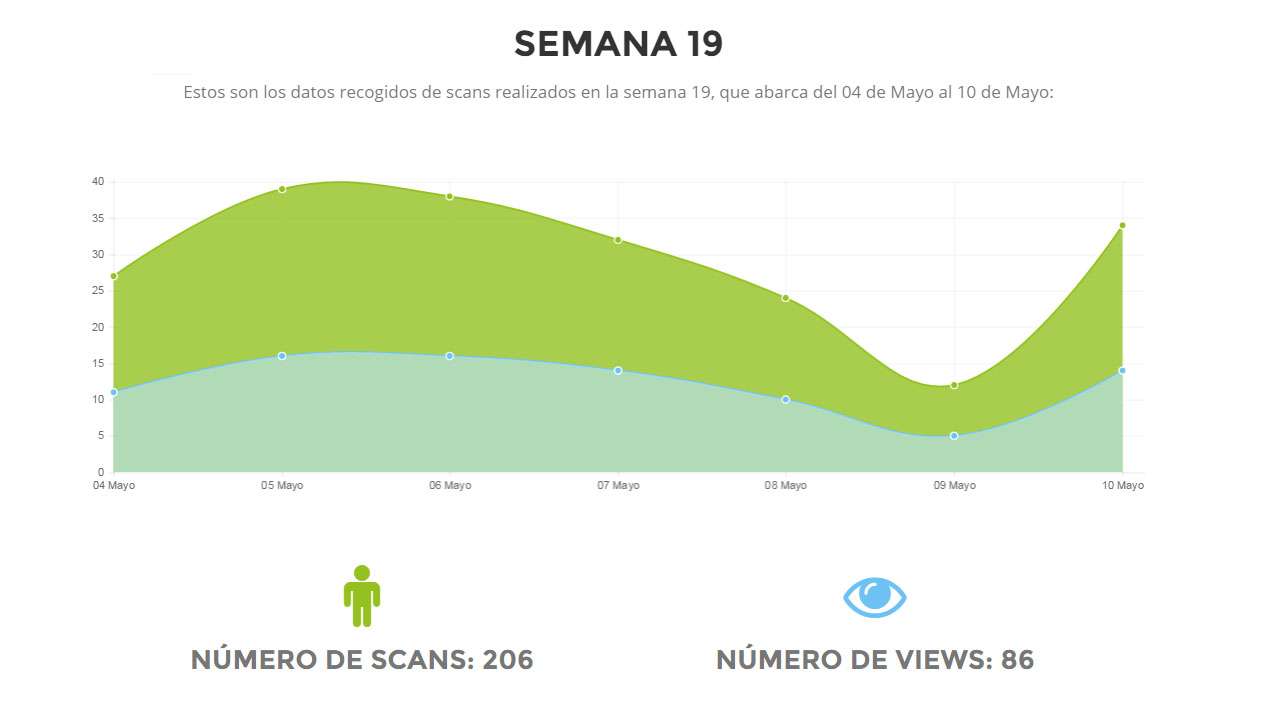 SEMANA 19
Estos son los datos recogidos de scans realizados en la semana 19, que abarca del 04 de Mayo al 10 de Mayo:
40
35
30
25
20
15
10
5
0
04 Mayo 05 Mayo 06 Mayo 07 Mayo 08 Mayo 09 Mayo 10 Mayo
NÚMERO DE SCANS: 206 NÚMERO DE VIEWS: 86